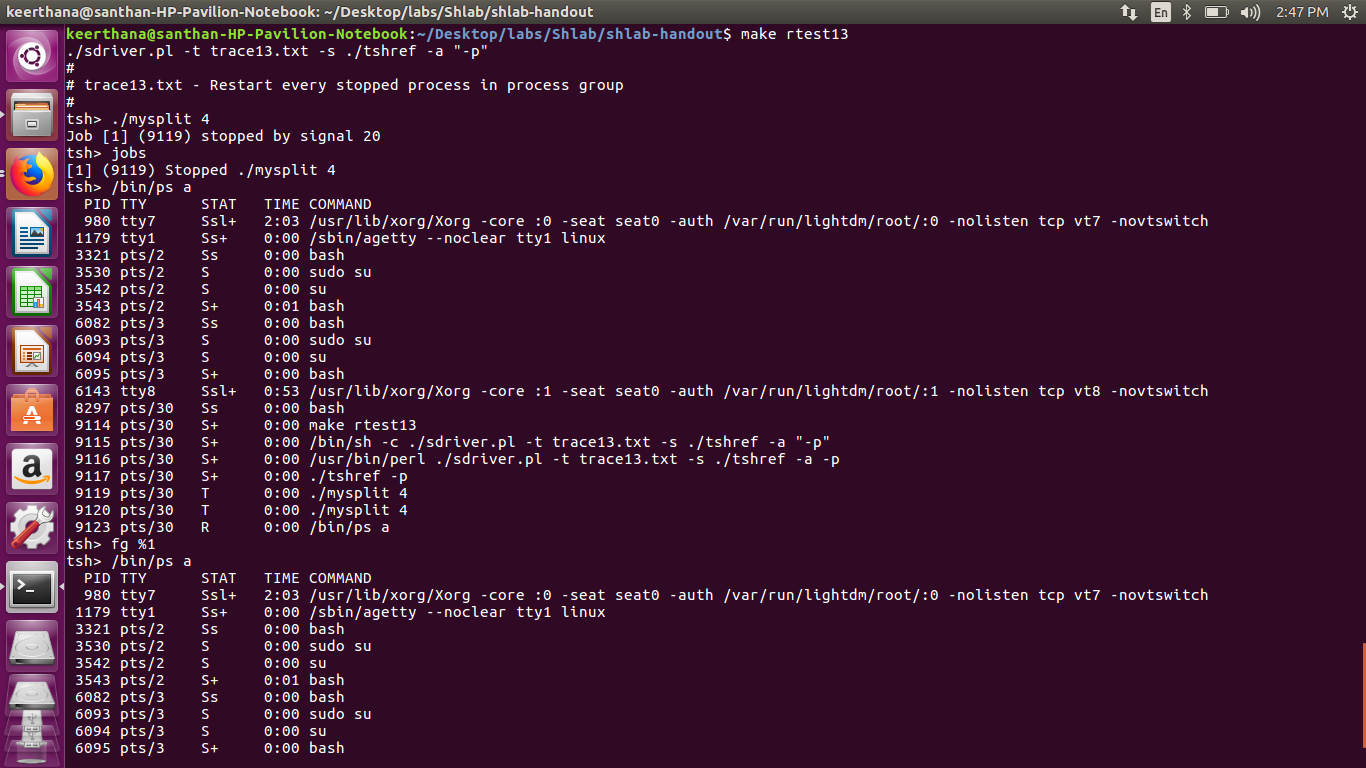 keerthana@santhan-HP-Pavilion-Notebook: ~/Desktop/labs/Shlab/shlab-handout En 2:47 PM
keerthana@santhan-HP-Pavilion-Notebook:~/Desktop/labs/Shlab/shlab-handout$ make rtest13
./sdriver.pl -t trace13.txt -s ./tshref -a "-p"
#
# trace13.txt - Restart every stopped process in process group
#
tsh> ./mysplit 4
Job [1] (9119) stopped by signal 20
tsh> jobs
[1] (9119) Stopped ./mysplit 4
tsh> /bin/ps a
  PID TTY      STAT   TIME COMMAND
  980 tty7     Ssl+   2:03 /usr/lib/xorg/Xorg -core :0 -seat seat0 -auth /var/run/lightdm/root/:0 -nolisten tcp vt7 -novtswitch
 1179 tty1     Ss+    0:00 /sbin/agetty --noclear tty1 linux
 3321 pts/2    Ss     0:00 bash
 3530 pts/2    S      0:00 sudo su
 3542 pts/2    S      0:00 su
 3543 pts/2    S+     0:01 bash
 6082 pts/3    Ss     0:00 bash
 6093 pts/3    S      0:00 sudo su
 6094 pts/3    S      0:00 su
 6095 pts/3    S+     0:00 bash
 6143 tty8     Ssl+   0:53 /usr/lib/xorg/Xorg -core :1 -seat seat0 -auth /var/run/lightdm/root/:1 -nolisten tcp vt8 -novtswitch
 8297 pts/30   Ss     0:00 bash
 9114 pts/30   S+     0:00 make rtest13
 9115 pts/30   S+     0:00 /bin/sh -c ./sdriver.pl -t trace13.txt -s ./tshref -a "-p"
 9116 pts/30   S+     0:00 /usr/bin/perl ./sdriver.pl -t trace13.txt -s ./tshref -a -p
 9117 pts/30   S+     0:00 ./tshref -p
 9119 pts/30   T      0:00 ./mysplit 4
 9120 pts/30   T      0:00 ./mysplit 4
 9123 pts/30   R      0:00 /bin/ps a
tsh> fg %1
tsh> /bin/ps a
  PID TTY      STAT   TIME COMMAND
  980 tty7     Ssl+   2:03 /usr/lib/xorg/Xorg -core :0 -seat seat0 -auth /var/run/lightdm/root/:0 -nolisten tcp vt7 -novtswitch
 1179 tty1     Ss+    0:00 /sbin/agetty --noclear tty1 linux
 3321 pts/2    Ss     0:00 bash
 3530 pts/2    S      0:00 sudo su
 3542 pts/2    S      0:00 su
 3543 pts/2    S+     0:01 bash
 6082 pts/3    Ss     0:00 bash
 6093 pts/3    S      0:00 sudo su
 6094 pts/3    S      0:00 su
 6095 pts/3    S+     0:00 bash